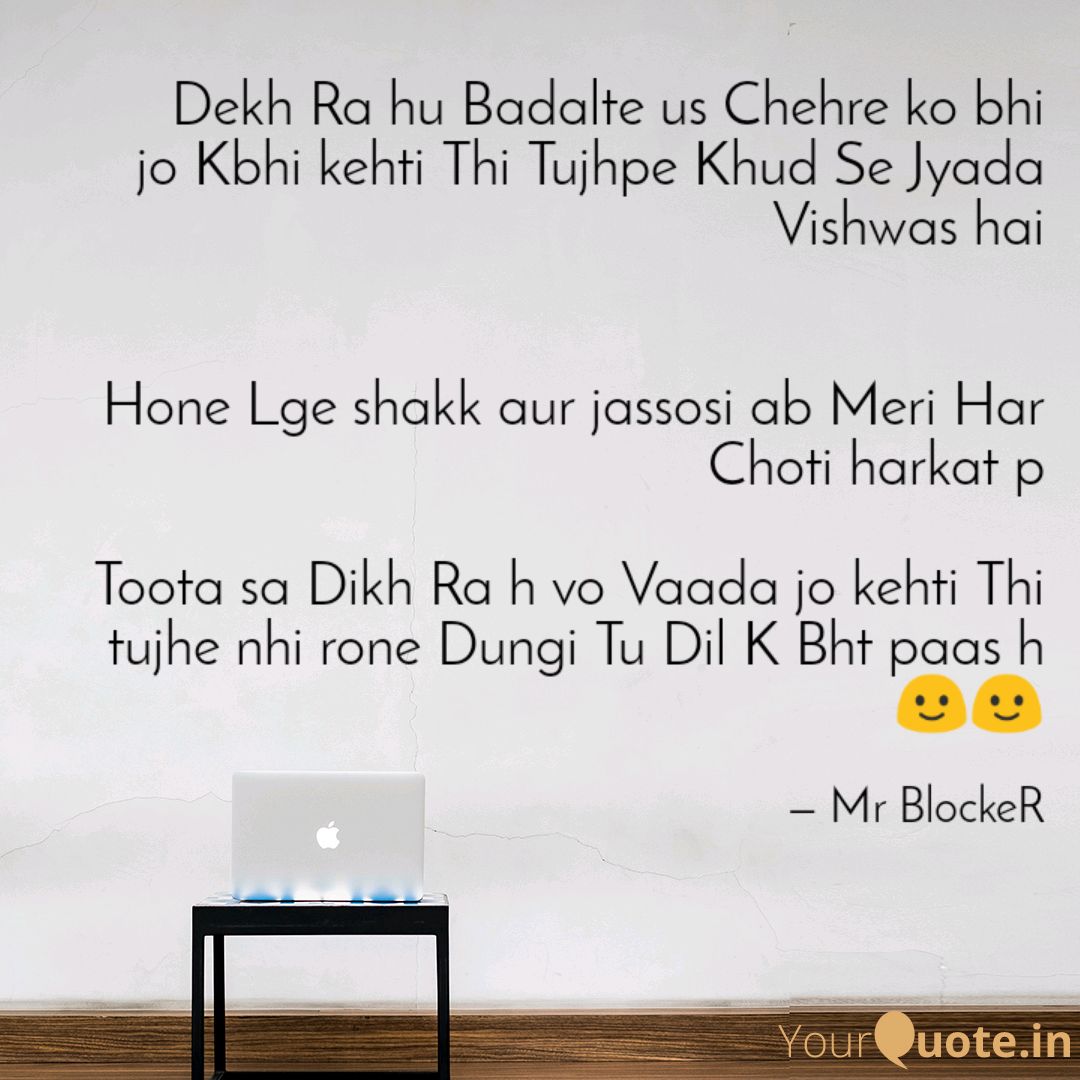 Dekh Ra hu Badalte us Chehre ko bhi
jo Kbhi kehti Thi Tujhpe Khud Se Jyada
Vishwas hai
Hone Lge shakk aur jassosi ab Meri Har
Choti harkat p
Toota sa Dikh Ra h vo Vaada jo kehti Thi
tujhe nhi rone Dungi Tu Dil K Bht paas h
🙂🙂
– Mr BlockeR
YourQuote.in